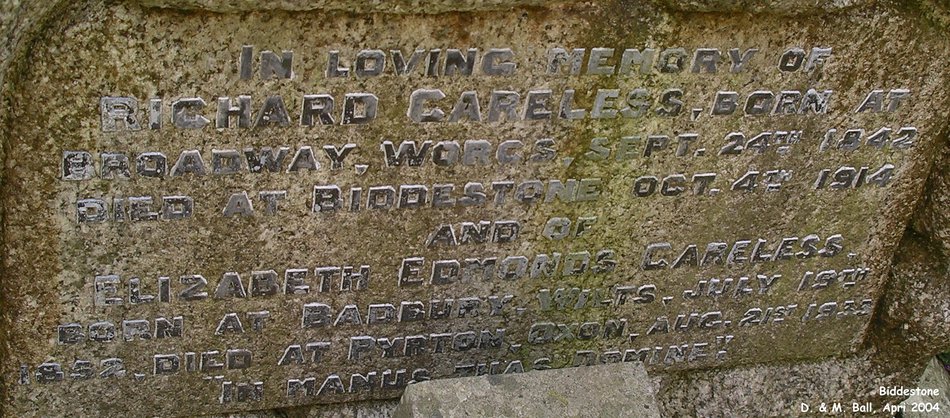 IN LOVING MEMORY OF
RICHARD CARELESS, BORN AT
BROADWAY, WORCS, SEPT. 24TH 1842
DIED AT BIDDESTONE OCT. 4TH 1914
AND OF
ELIZABETH EDMONDS CARELESS,
BORN AT BADBURY, WILTS, JULY 19TH
1852, DIED AT PYRTON, OXON, AUG. 21ST
"IN MANUS TUAS DOMINE"
Biddestone
D. & M. Ball, Apri 2004